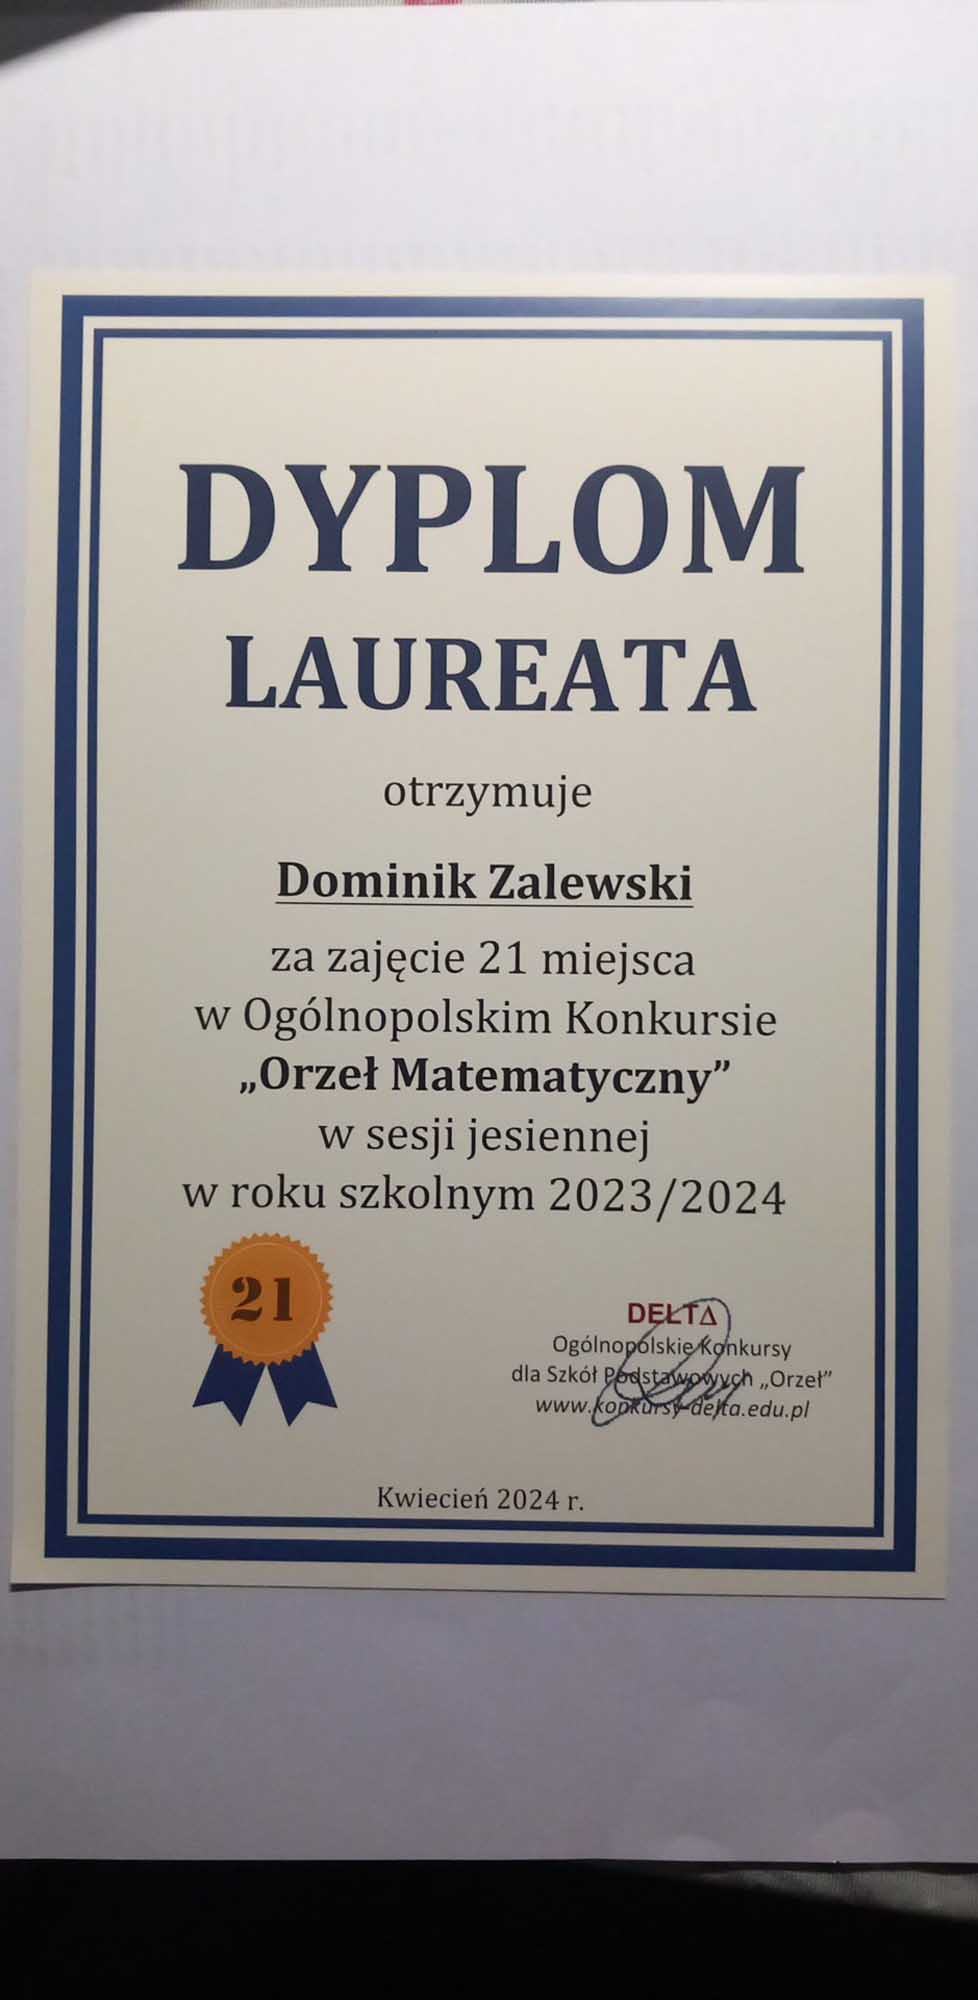 DYPLOM
LAUREATA
otrzymuje
Dominik Zalewski
za zajęcie 21 miejsca
w Ogólnopolskim Konkursie
„Orzeł Matematyczny”
w sesji jesiennej
w roku szkolnym 2023/2024
21
DELTΔ
Ogólnopolskie Konkursy
dla Szkół Podstawowych „Orzeł”
www.konkursy-delta.edu.pl
Kwiecień 2024 r.